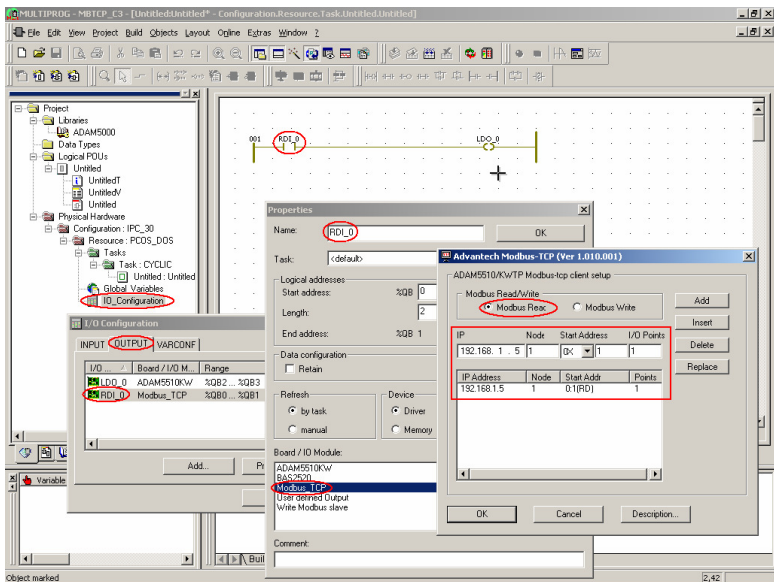 MULTIPROG - MBTCP_C3 - [Untitled:Untitled* - Configuration.Resource.Task.Untitled.Untitled]
File Edit View Project Build Objects Layout Online Extras Window ?
Project
Libraries
ADAM5000
Data Types
Logical POUs
Untitled
UntitledT
UntitledV
Untitled
Physical Hardware
Configuration : IPC_30
Resource : PCOS_DOS
Tasks
Task : CYCLIC
Untitled : Untitled
Global_Variables
IO_Configuration
001
RDI_0
LDO_0
Properties
Name:
RDI_0
OK
Task:
<default>
Logical addresses
Start address:
%QB
0
Length:
2
End address:
%QB 1
Data configuration
Retain
Refresh
by task
manual
Device
Driver
Memory
Board / IO Module:
ADAM5510KW
BAS2520
Modbus_TCP
User defined Output
Write Modbus slave
Comment:
I/O Configuration
INPUT OUTPUT VARCONF
I/O ... Board / I/O M... Range
LDO_0 ADAM5510KW %QB2 ... %QB3
RDI_0 Modbus_TCP %QB0 ... %QB1
Add...
Pr
Advantech Modbus-TCP (Ver 1.010.001)
ADAM5510/KWTP Modbus-tcp client setup
Modbus Read/Write
Modbus Read
Modbus Write
Add
Insert
Delete
Replace
IP Node Start Address I/O Points
192.168. 1 . 5 1 0X 1 1
IP Address Node Start Addr Points
192.168.1.5 1 0:1(RD) 1
OK
Cancel
Description...
Variable
Buil
Object marked
2,42